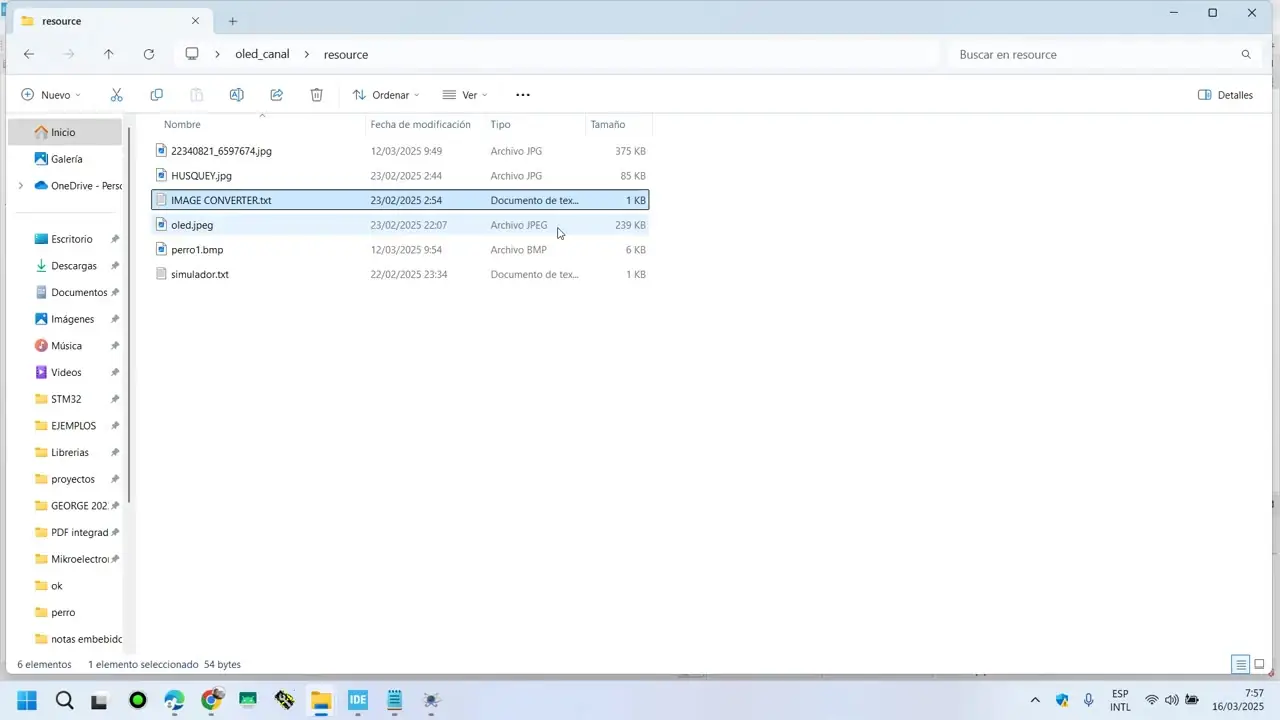 resource
oled_canal
resource
Buscar en resource
Nuevo
Ordenar
Ver
Detalles
Nombre
Fecha de modificación
Tipo
Tamaño
22340821_6597674.jpg 12/03/2025 9:49 Archivo JPG 375 KB
HUSQUEY.jpg 23/02/2025 2:44 Archivo JPG 85 KB
IMAGE CONVERTER.txt 23/02/2025 2:54 Documento de tex... 1 KB
oled.jpeg 23/02/2025 22:07 Archivo JPEG 239 KB
perro1.bmp 12/03/2025 9:54 Archivo BMP 6 KB
simulador.txt 22/02/2025 23:34 Documento de tex... 1 KB
Inicio
Galería
OneDrive - Perso
Escritorio
Descargas
Documentos
Imágenes
Música
Videos
STM32
EJEMPLOS
Librerias
proyectos
GEORGE 202
PDF integrad
Mikroelectro
ok
perro
notas embebido
6 elementos
1 elemento seleccionado 54 bytes
IDE
ESP
INTL
7:57
16/03/2025